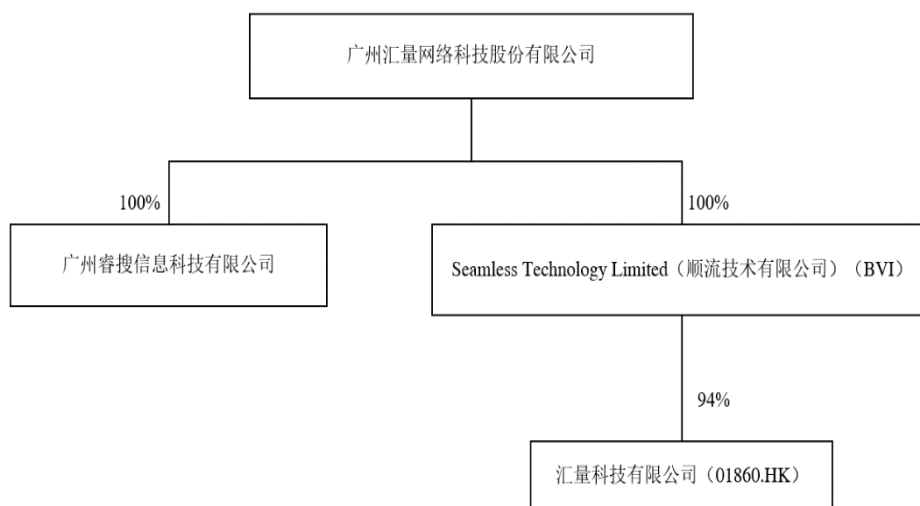 广州汇量网络科技股份有限公司
100%
100%
广州睿搜信息科技有限公司
Seamless Technology Limited（顺流技术有限公司）（BVI）
94%
汇量科技有限公司（01860.HK）